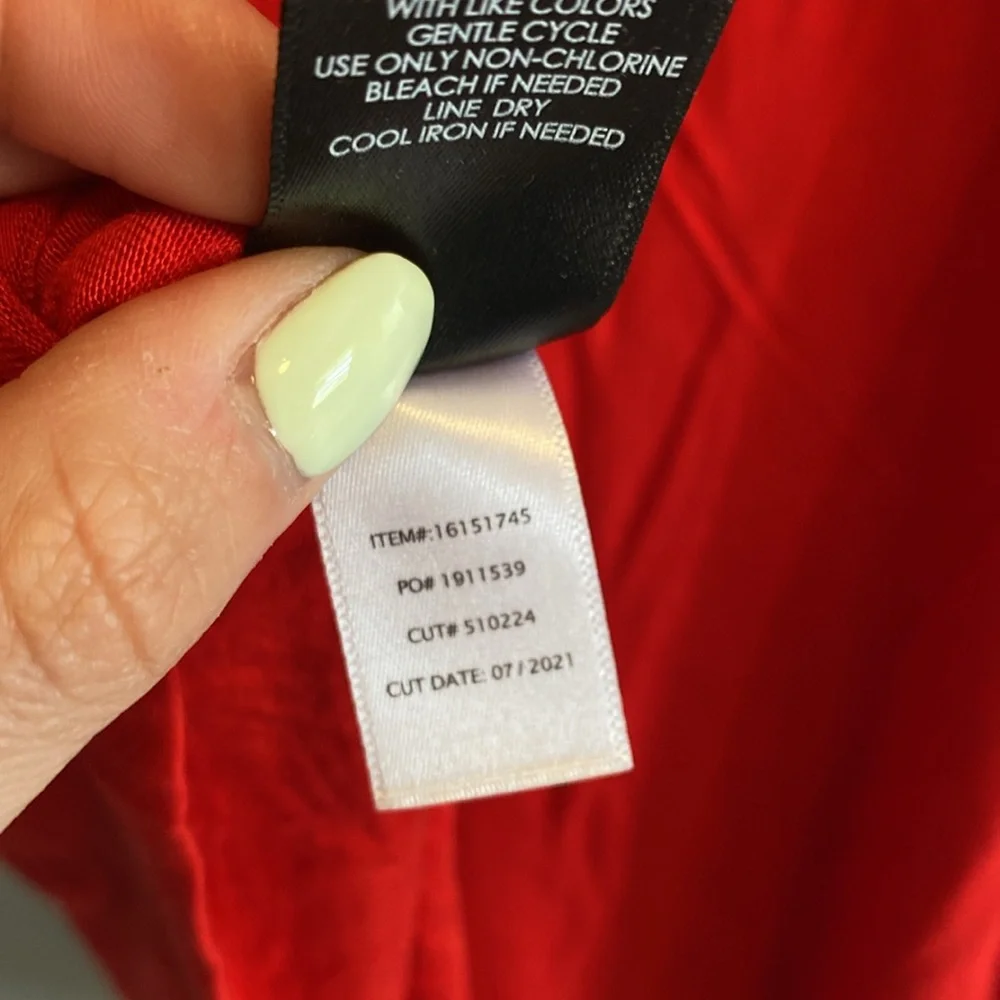 WITH LIKE COLORS
GENTLE CYCLE
USE ONLY NON-CHLORINE
BLEACH IF NEEDED
LINE DRY
COOL IRON IF NEEDED
ITEM#:16151745
PO# 1911539
CUT# 510224
CUT DATE: 07 / 2021